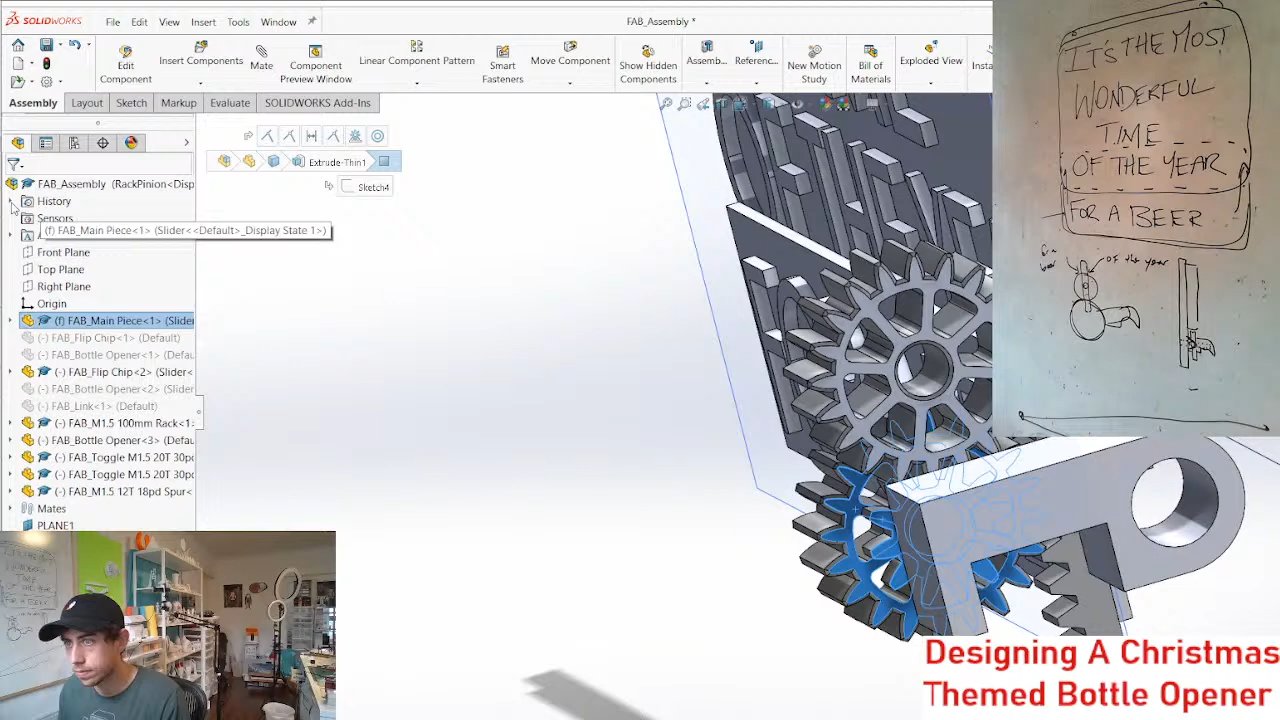 SOLIDWORKS File Edit View Insert Tools Window FAB_Assembly *
Edit Component
Insert Components
Mate
Component Preview Window
Linear Component Pattern
Smart Fasteners
Move Component
Show Hidden Components
Assemb...
Referenc...
New Motion Study
Bill of Materials
Exploded View
Insta
Assembly Layout Sketch Markup Evaluate SOLIDWORKS Add-Ins
Extrude-Thin1
Sketch4
FAB_Assembly (RackPinion<Disp
History
Sensors
(f) FAB_Main Piece<1> (Slider<<Default>_Display State 1>)
Front Plane
Top Plane
Right Plane
Origin
(f) FAB_Main Piece<1> (Slider
(-) FAB_Flip Chip<1> (Default)
(-) FAB_Bottle Opener<1> (Defau
(-) FAB_Flip Chip<2> (Slider<
(-) FAB_Bottle Opener<2> (Slider
(-) FAB_Link<1> (Default)
(-) FAB_M1.5 100mm Rack<1>
(-) FAB_Bottle Opener<3> (Defau
(-) FAB_Toggle M1.5 20T 30pd
(-) FAB_Toggle M1.5 20T 30pd
(-) FAB_M1.5 12T 18pd Spur<
Mates
PLANE1
IT'S THE MOST
WONDERFUL
TIME
OF THE YEAR
FOR A BEER
for a
beer
of the year
Designing A Christmas
Themed Bottle Opener